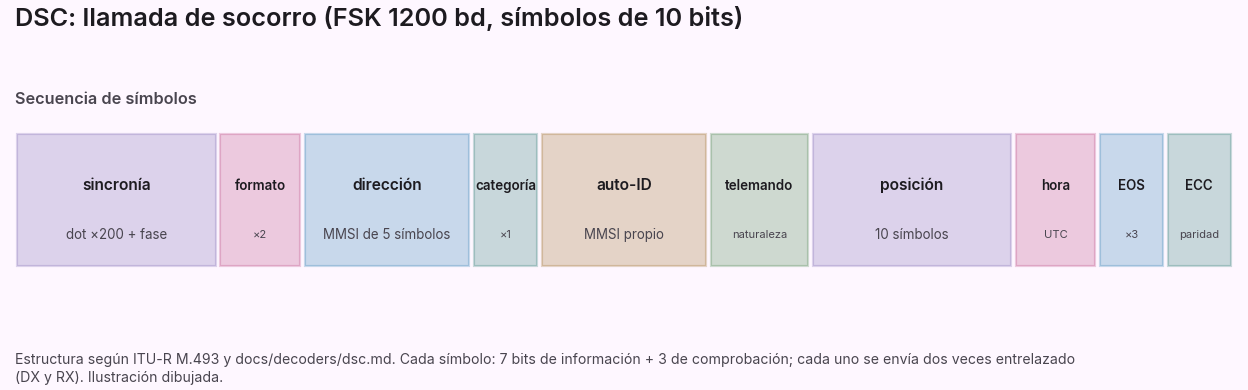 DSC: llamada de socorro (FSK 1200 bd, símbolos de 10 bits)
Secuencia de símbolos
sincronía formato dirección categoría auto-ID telemando posición hora EOS ECC
dot ×200 + fase ×2 MMSI de 5 símbolos ×1 MMSI propio naturaleza 10 símbolos UTC ×3 paridad
Estructura según ITU-R M.493 y docs/decoders/dsc.md. Cada símbolo: 7 bits de información + 3 de comprobación; cada uno se envía dos veces entrelazado
(DX y RX). Ilustración dibujada.